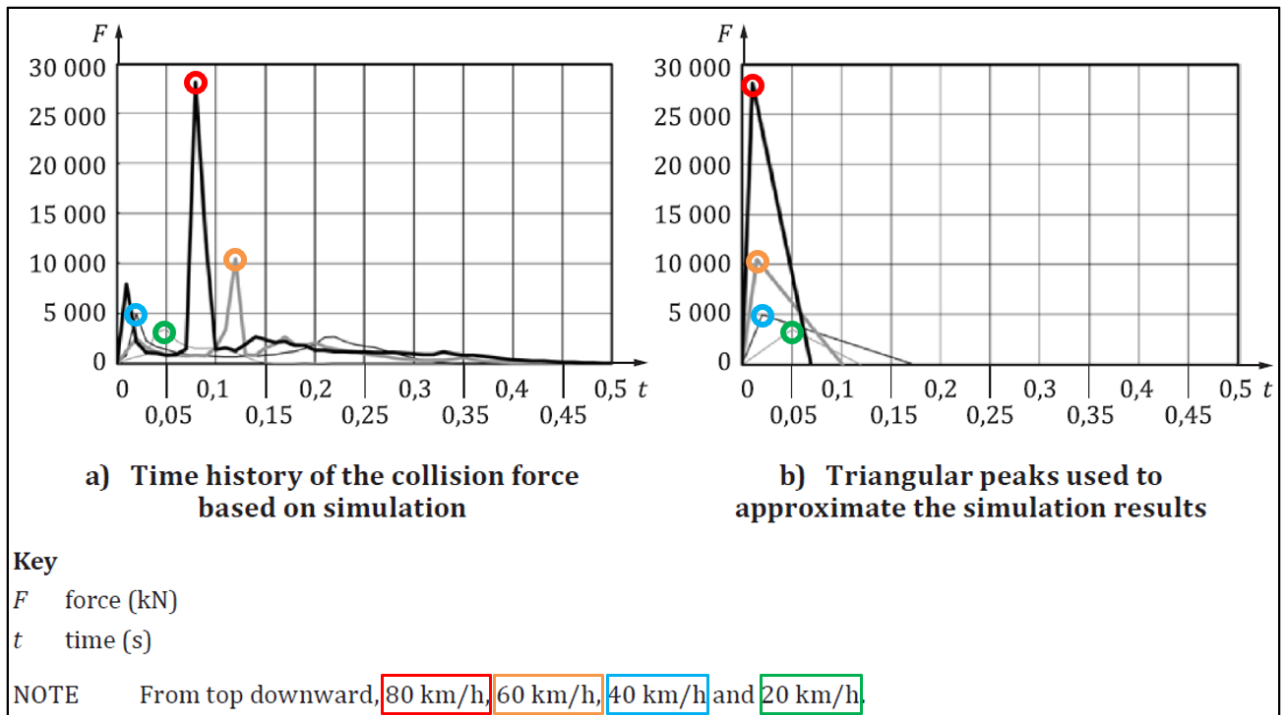 F
30 000
25 000
20 000
15 000
10 000
5 000
0
0 0,1 0,2 0,3 0,4 0,5 t
0,05 0,15 0,25 0,35 0,45
a) Time history of the collision force
based on simulation
F
30 000
25 000
20 000
15 000
10 000
5 000
0
0 0,1 0,2 0,3 0,4 0,5 t
0,05 0,15 0,25 0,35 0,45
b) Triangular peaks used to
approximate the simulation results
Key
F force (kN)
t time (s)
NOTE From top downward, 80 km/h, 60 km/h, 40 km/h and 20 km/h.